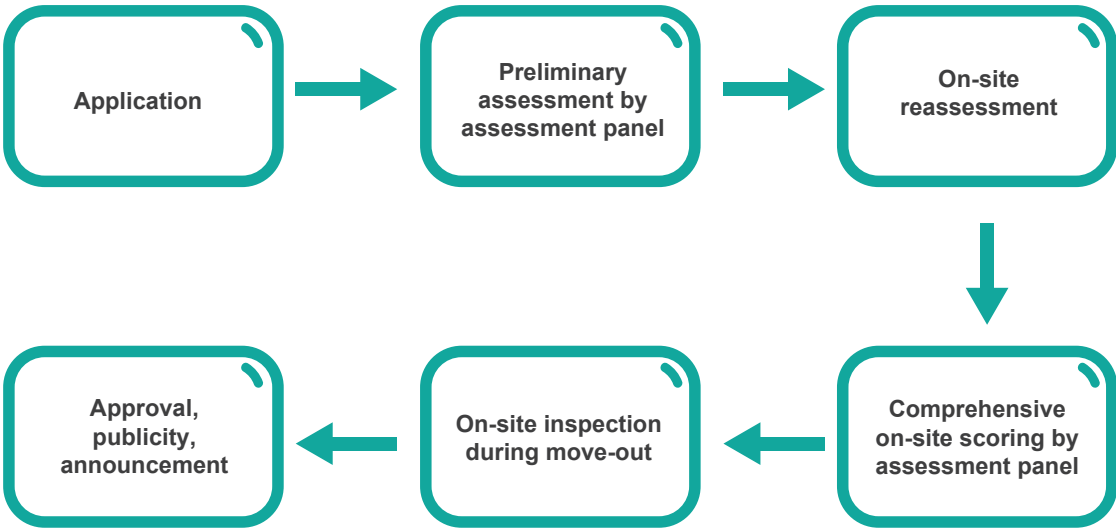 Application
Preliminary
assessment by
assessment panel
On-site
reassessment
Comprehensive
on-site scoring by
assessment panel
On-site inspection
during move-out
Approval,
publicity,
announcement